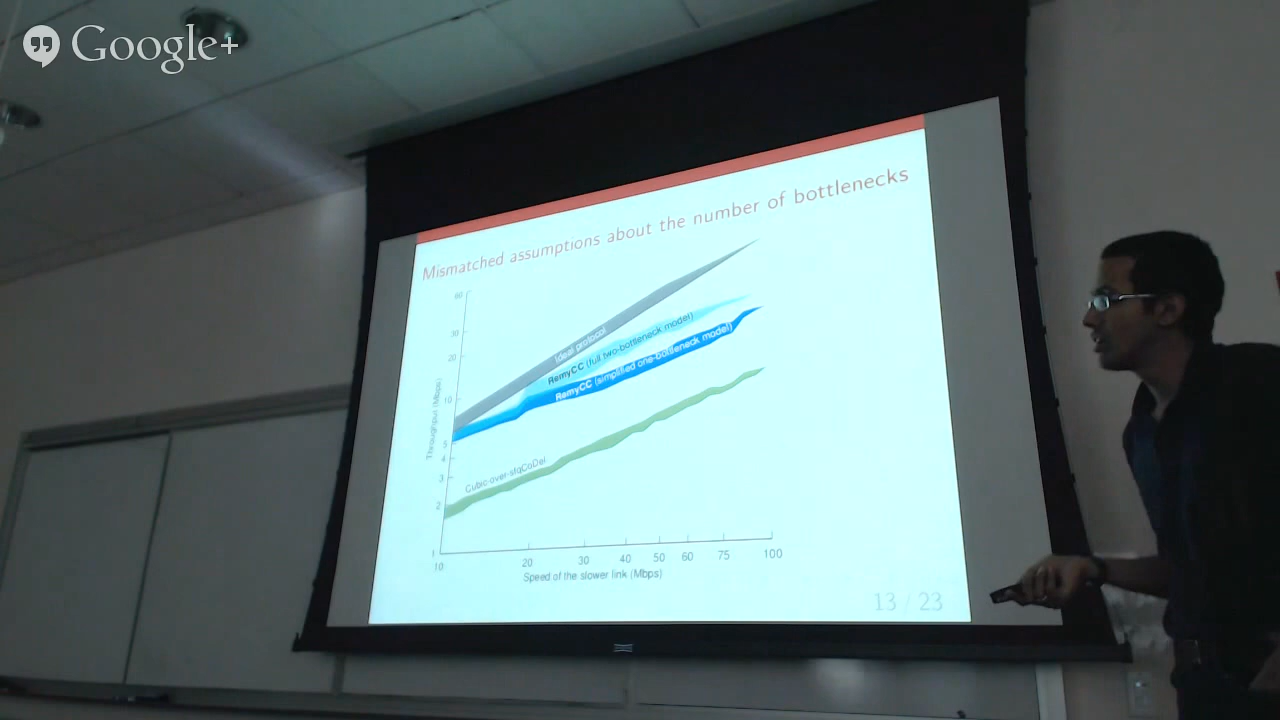 Google+
Mismatched assumptions about the number of bottlenecks
60
30
20
10
5
4
3
2
1
Throughput (Mbps)
Ideal protocol
RemyCC (full two-bottleneck model)
RemyCC (simplified one-bottleneck model)
Cubic-over-sfqCoDel
10 20 30 40 50 60 75 100
Speed of the slower link (Mbps)
13 / 23